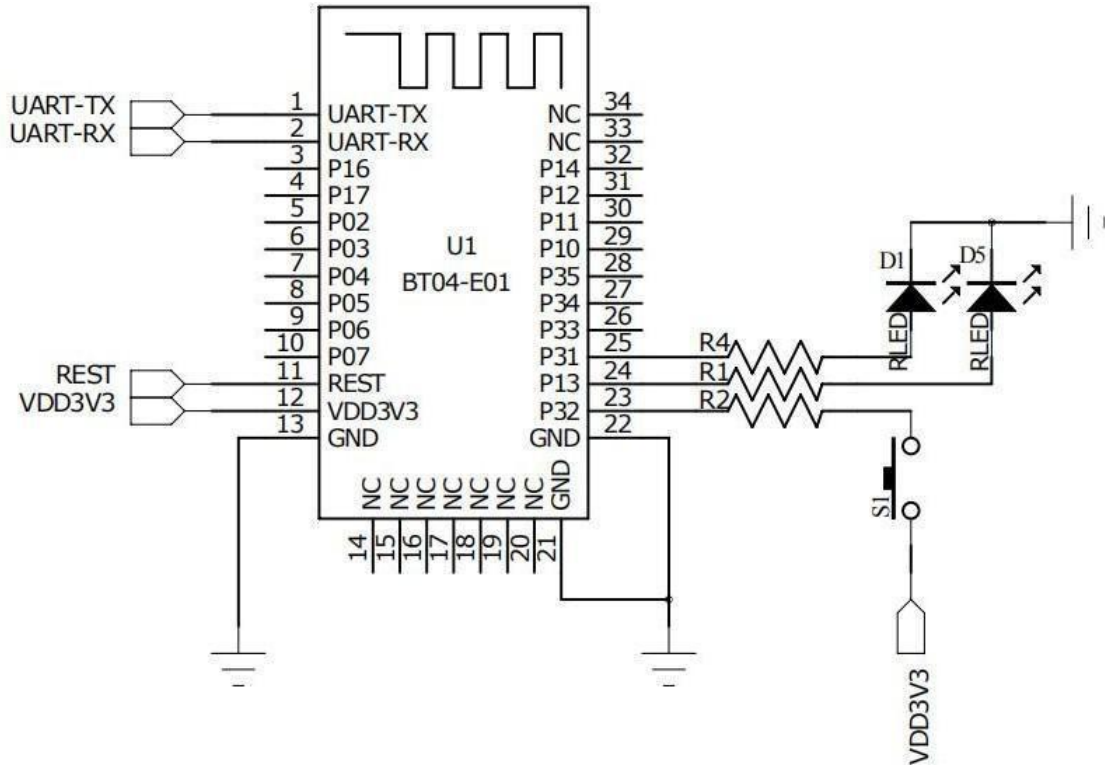 UART-TX
UART-RX
REST
VDD3V3
1
2
3
4
5
6
7
8
9
10
11
12
13
UART-TX
UART-RX
P16
P17
P02
P03
P04
P05
P06
P07
REST
VDD3V3
GND
U1
BT04-E01
NC
NC
P14
P12
P11
P10
P35
P34
P33
P31
P13
P32
GND
34
33
32
31
30
29
28
27
26
25
24
23
22
NC
NC
NC
NC
NC
NC
NC
GND
14
15
16
17
18
19
20
21
R4
R1
R2
D1
D5
RLED
RLED
S1
VDD3V3